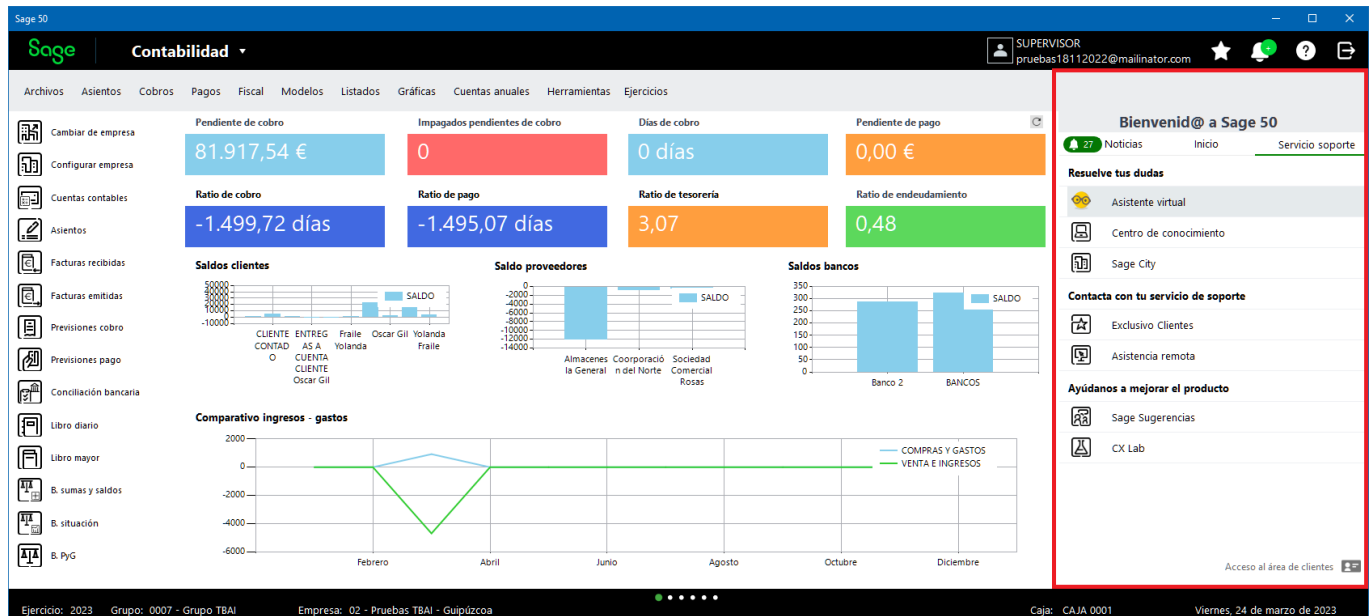 Sage 50
Sage
Contabilidad
SUPERVISOR
pruebas18112022@mailinator.com
Archivos Asientos Cobros Pagos Fiscal Modelos Listados Gráficas Cuentas anuales Herramientas Ejercicios
Cambiar de empresa
Configurar empresa
Cuentas contables
Asientos
Facturas recibidas
Facturas emitidas
Previsiones cobro
Previsiones pago
Conciliación bancaria
Libro diario
Libro mayor
B. sumas y saldos
B. situación
B. PyG
Pendiente de cobro
81.917,54 €
Impagados pendientes de cobro
0
Días de cobro
0 días
Pendiente de pago
0,00 €
Ratio de cobro
-1.499,72 días
Ratio de pago
-1.495,07 días
Ratio de tesorería
3,07
Ratio de endeudamiento
0,48
Saldos clientes
50000
40000
30000
20000
10000
0
-10000
SALDO
CLIENTE CONTAD O
ENTREG AS A CUENTA CLIENTE Oscar Gil
Fraile Yolanda
Oscar Gil
Yolanda Fraile
Saldo proveedores
0
-2000
-4000
-6000
-8000
-10000
-12000
-14000
SALDO
Almacenes la General
Coorporació n del Norte
Sociedad Comercial Rosas
Saldos bancos
350
300
250
200
150
100
50
0
SALDO
Banco 2
BANCOS
Comparativo ingresos - gastos
2000
0
-2000
-4000
-6000
COMPRAS Y GASTOS
VENTA E INGRESOS
Febrero Abril Junio Agosto Octubre Diciembre
Bienvenid@ a Sage 50
27 Noticias Inicio Servicio soporte
Resuelve tus dudas
Asistente virtual
Centro de conocimiento
Sage City
Contacta con tu servicio de soporte
Exclusivo Clientes
Asistencia remota
Ayúdanos a mejorar el producto
Sage Sugerencias
CX Lab
Acceso al área de clientes
Ejercicio: 2023 Grupo: 0007 - Grupo TBAI Empresa: 02 - Pruebas TBAI - Guipúzcoa Caja: CAJA 0001 Viernes, 24 de marzo de 2023